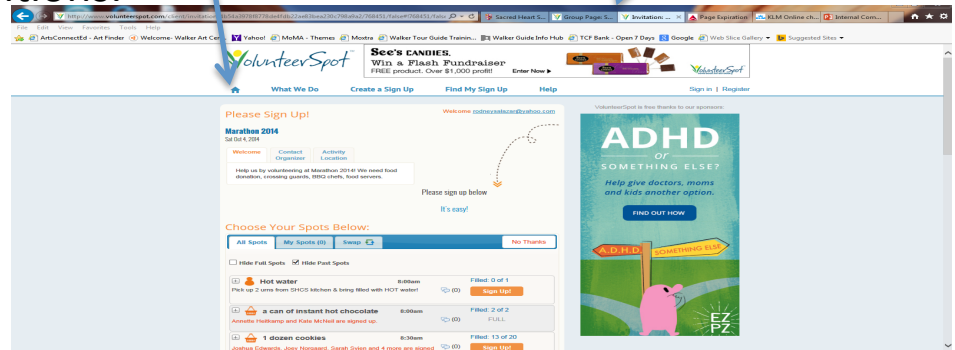 http://www.volunteerspot.com/client/invitation
Sacred Heart S...
Group Page: S...
Invitation: ...
Page Expiration
KLM Online ch...
Internal Com...
File Edit View Favorites Tools Help
ArtsConnectEd - Art Finder Welcome- Walker Art Cen Yahoo! MoMA - Themes Mostra Walker Tour Guide Trainin... Walker Guide Info Hub TCF Bank - Open 7 Days Google Web Slice Gallery Suggested Sites
VolunteerSpot™
See's CANDIES.
Win a Flash Fundraiser
FREE product. Over $1,000 profit! Enter Now
VolunteerSpot
What We Do Create a Sign Up Find My Sign Up Help Sign in | Register
Please Sign Up!
Welcome rodneysalazar@yahoo.com
Marathon 2014
Sat Oct 4, 2014
Welcome Contact Organizer Activity Location
Help us by volunteering at Marathon 2014! We need food
donation, crossing guards, BBQ chefs, food servers.
Please sign up below
It's easy!
Choose Your Spots Below:
All Spots My Spots (0) Swap No Thanks
Hide Full Spots Hide Past Spots
Hot water 8:00am Filled: 0 of 1
Pick up 2 urns from SHCS kitchen & bring filled with HOT water! (0) Sign Up!
a can of instant hot chocolate 8:00am Filled: 2 of 2
Annette Heitkamp and Kate McNeil are signed up. (0) FULL
1 dozen cookies 8:30am Filled: 13 of 20
Joshua Edwards, Joey Norgaard, Sarah Svien and 4 more are signed (0) Sign Up!
VolunteerSpot is free thanks to our sponsors:
ADHD
or
SOMETHING ELSE?
Help give doctors, moms
and kids another option.
FIND OUT HOW
A.D.H.D.
SOMETHING ELSE
EZ
PZ